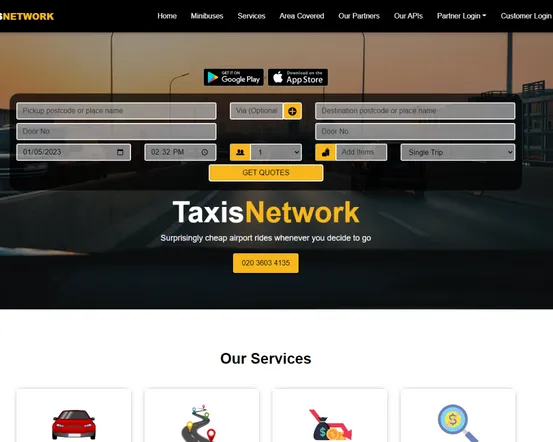 SNETWORK
Home Minibuses Services Area Covered Our Partners Our APIs Partner Login Customer Login
GET IT ON Google Play Download on the App Store
Pickup postcode or place name Via (Optional Destination postcode or place name
Door No. Door No.
01/05/2023 02:32 PM 1 Add Items Single Trip
GET QUOTES
TaxisNetwork
Surprisingly cheap airport rides whenever you decide to go
020 3603 4135
Our Services